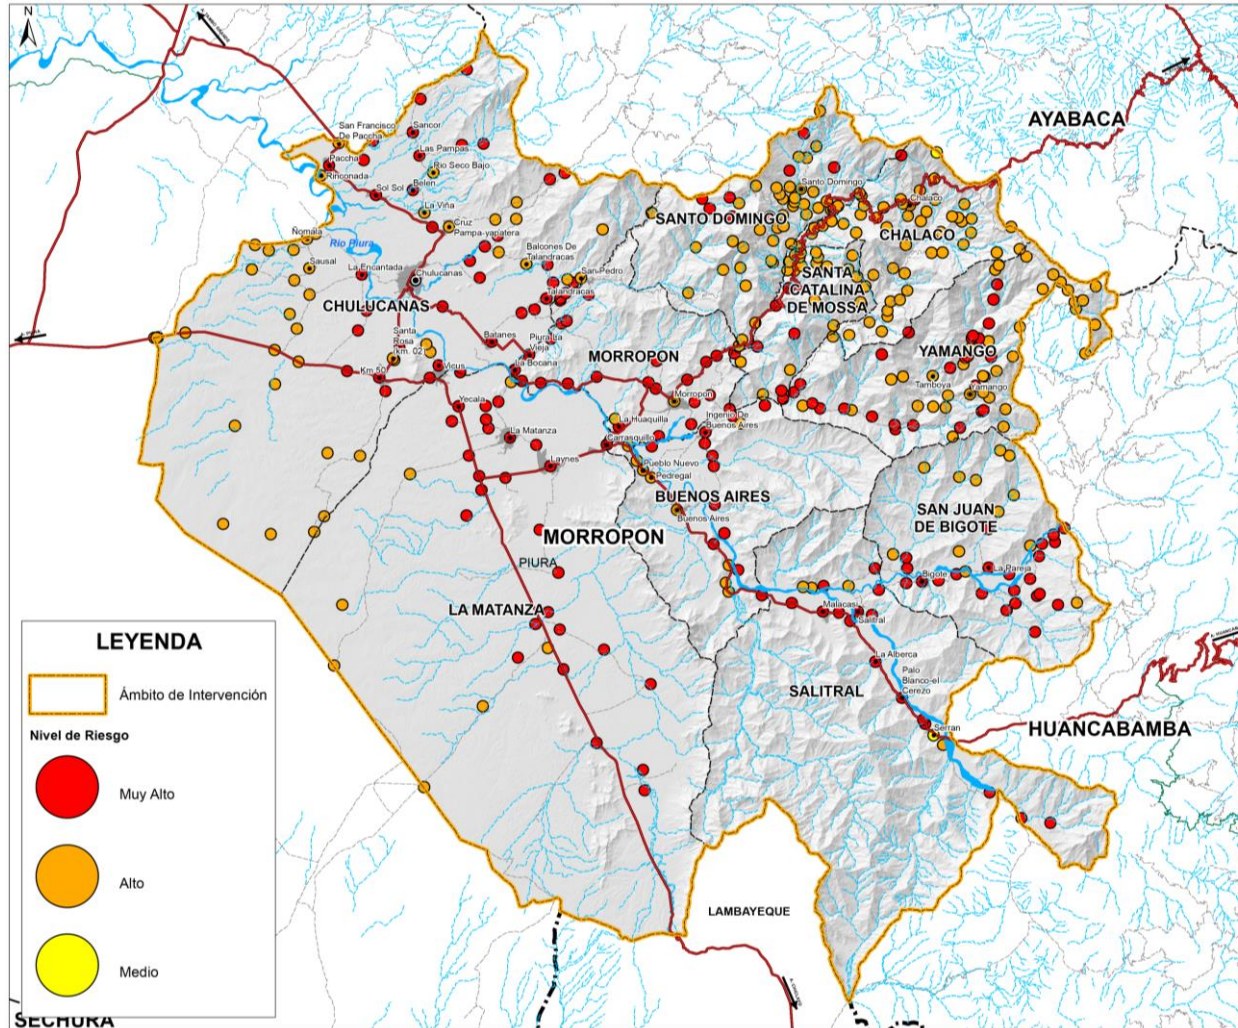 N
AYABACA
San Francisco
De Paccha
Sancor
Paccha
Las Pampas
Rinconada
Rio Seco Bajo
Sol Sol
Belen
Santo Domingo
Chalaco
La Viña
Cruz
Pampa-yapatera
SANTO DOMINGO
CHALACO
Ñomala
Rio Piura
Balcones De
Talandracas
Sausal
La Encantada
Chulucanas
San Pedro
SANTA
CATALINA
DE MOSSA
CHULUCANAS
Talandracas
Santa
Rosa
(km. 02)
Batanes
Piura La
Vieja
MORROPON
YAMANGO
Km 50
Vicus
La Bocana
Tamboya
Yamango
Yecala
Morropon
La Huaquilla
Ingenio De
Buenos Aires
La Matanza
Carrasquillo
Laynes
Pueblo Nuevo
Pedregal
BUENOS AIRES
Buenos Aires
SAN JUAN
DE BIGOTE
MORROPON
PIURA
La Pareja
Bigote
LA MATANZA
Malacasi
Salitral
La Alberca
Palo
Blanco-el
Cerezo
SALITRAL
Serran
HUANCABAMBA
LAMBAYEQUE
LEYENDA
Ámbito de Intervención
Nivel de Riesgo
Muy Alto
Alto
Medio
SECHURA